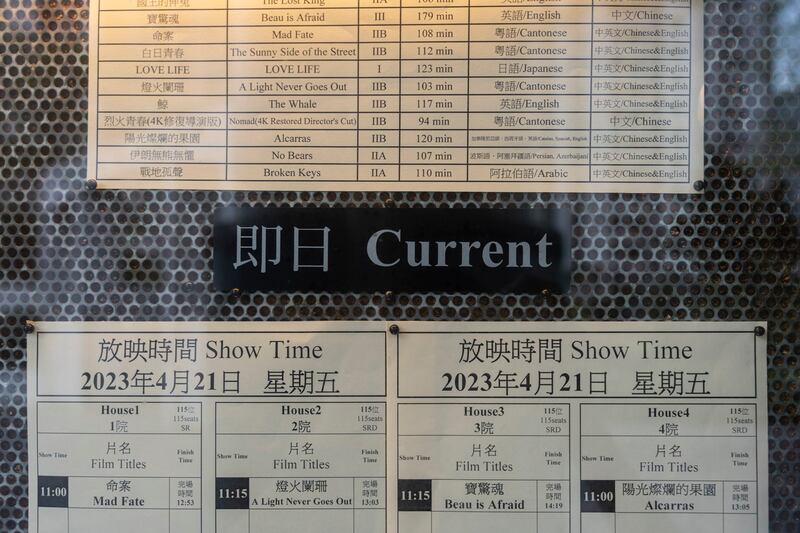 The Lost King IIA
寶驚魂 Beau is Afraid III 179 min 英語/English 中文/Chinese
命案 Mad Fate IIB 108 min 粵語/Cantonese 中英文/Chinese&English
白日青春 The Sunny Side of the Street IIB 112 min 粵語/Cantonese 中英文/Chinese&English
LOVE LIFE LOVE LIFE I 123 min 日語/Japanese 中英文/Chinese&English
燈火闌珊 A Light Never Goes Out IIB 103 min 粵語/Cantonese 中英文/Chinese&English
鯨 The Whale IIB 117 min 英語/English 中英文/Chinese&English
烈火青春(4K修復導演版) Nomad(4K Restored Director's Cut) IIB 94 min 粵語/Cantonese 中文/Chinese
陽光燦爛的果園 Alcarras IIB 120 min 中英文/Chinese&English
伊朗無熊無懼 No Bears IIA 107 min 波斯語、阿塞拜疆語/Persian, Azerbaijani 中英文/Chinese&English
戰地孤聲 Broken Keys IIA 110 min 阿拉伯語/Arabic 中英文/Chinese&English
即日 Current
放映時間 Show Time
2023年4月21日 星期五
House1 115位
1院 115seats
SR
Show Time 片名 Finish
Film Titles Time
11:00 命案 完場
Mad Fate 時間
12:53
House2 115位
2院 115seats
SRD
Show Time 片名 Finish
Film Titles Time
11:15 燈火闌珊 完場
A Light Never Goes Out 時間
13:03
放映時間 Show Time
2023年4月21日 星期五
House3 115位
3院 115seats
SRD
Show Time 片名 Finish
Film Titles Time
11:15 寶驚魂 完場
Beau is Afraid 時間
14:19
House4 115位
4院 115seats
SRD
Show Time 片名 Finish
Film Titles Time
11:00 陽光燦爛的果園 完場
Alcarras 時間
13:05